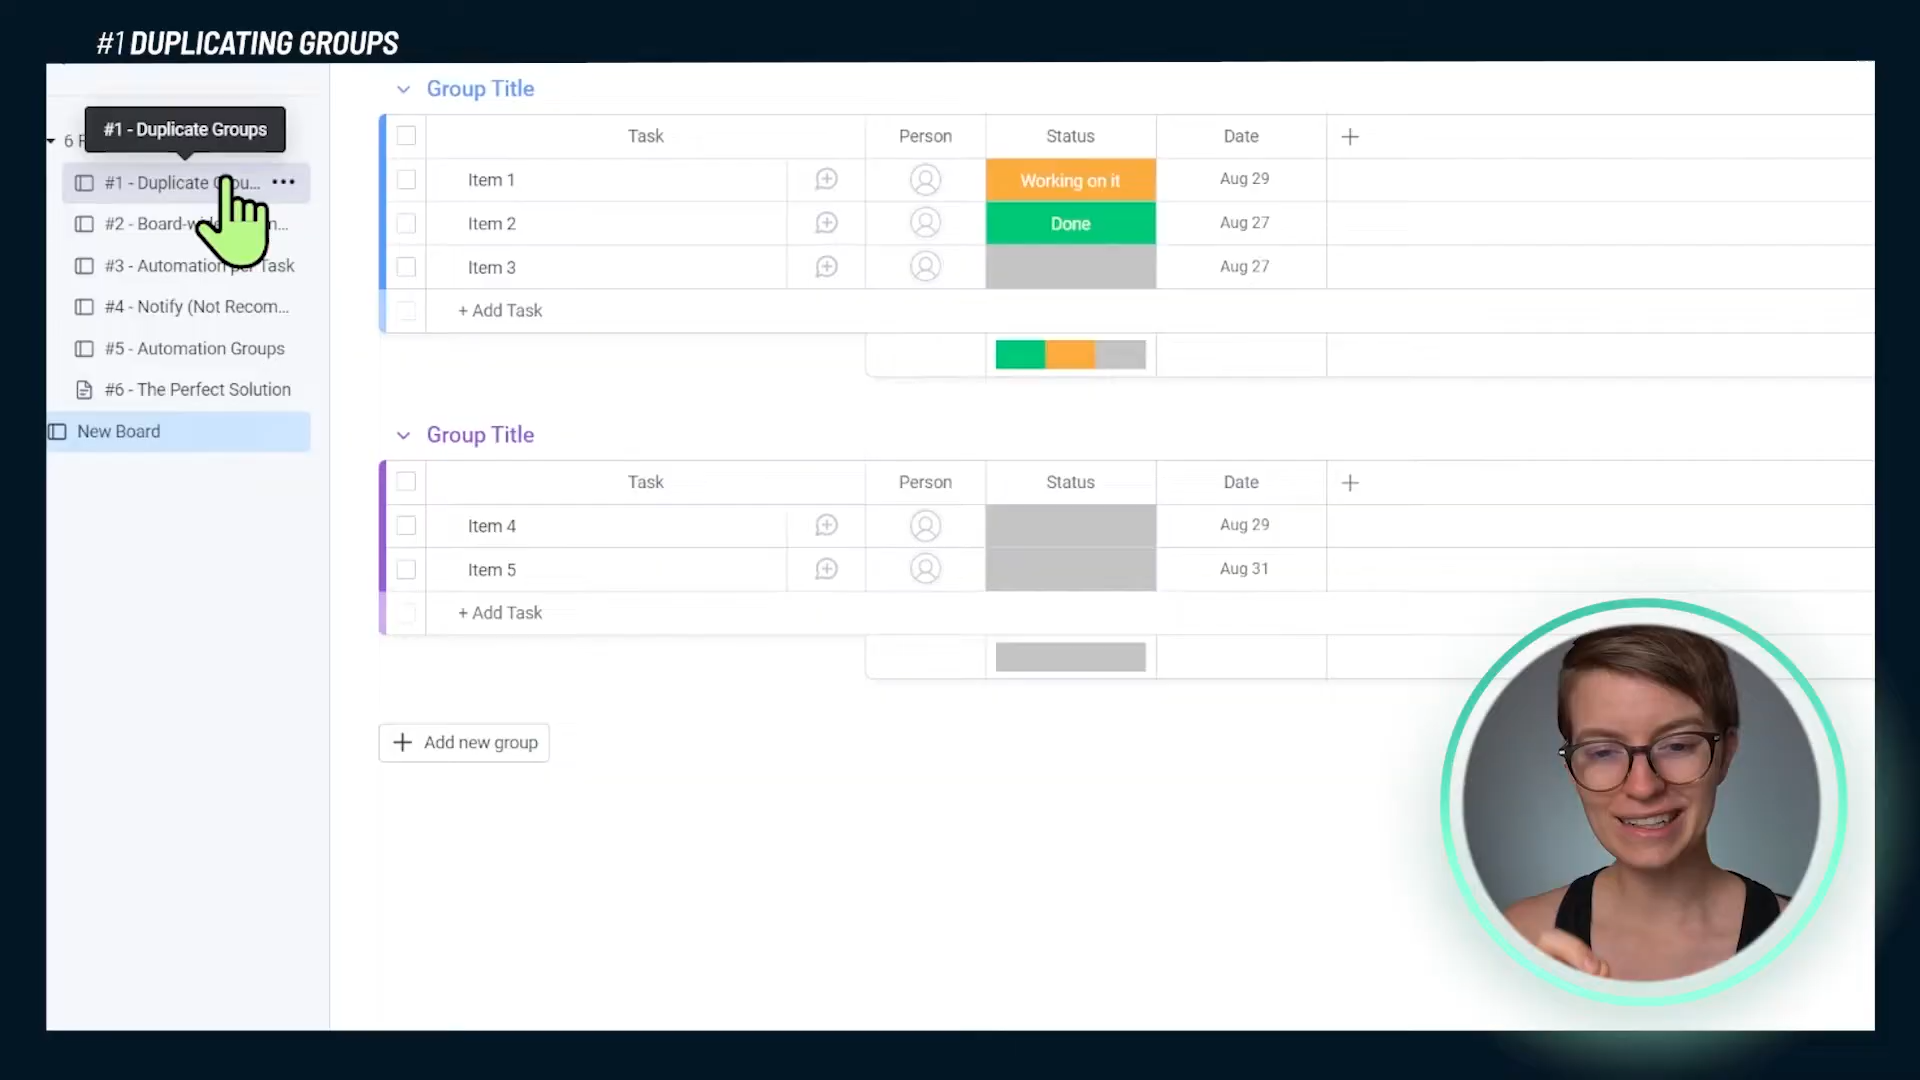 #1 DUPLICATING GROUPS
#1 - Duplicate Groups
6
#1 - Duplicate Grou...
#2 - Board-wide
#3 - Automation per Task
#4 - Notify (Not Recom...
#5 - Automation Groups
#6 - The Perfect Solution
New Board
Group Title
Task Person Status Date
Item 1 Working on it Aug 29
Item 2 Done Aug 27
Item 3 Aug 27
+ Add Task
Group Title
Task Person Status Date
Item 4 Aug 29
Item 5 Aug 31
+ Add Task
+ Add new group